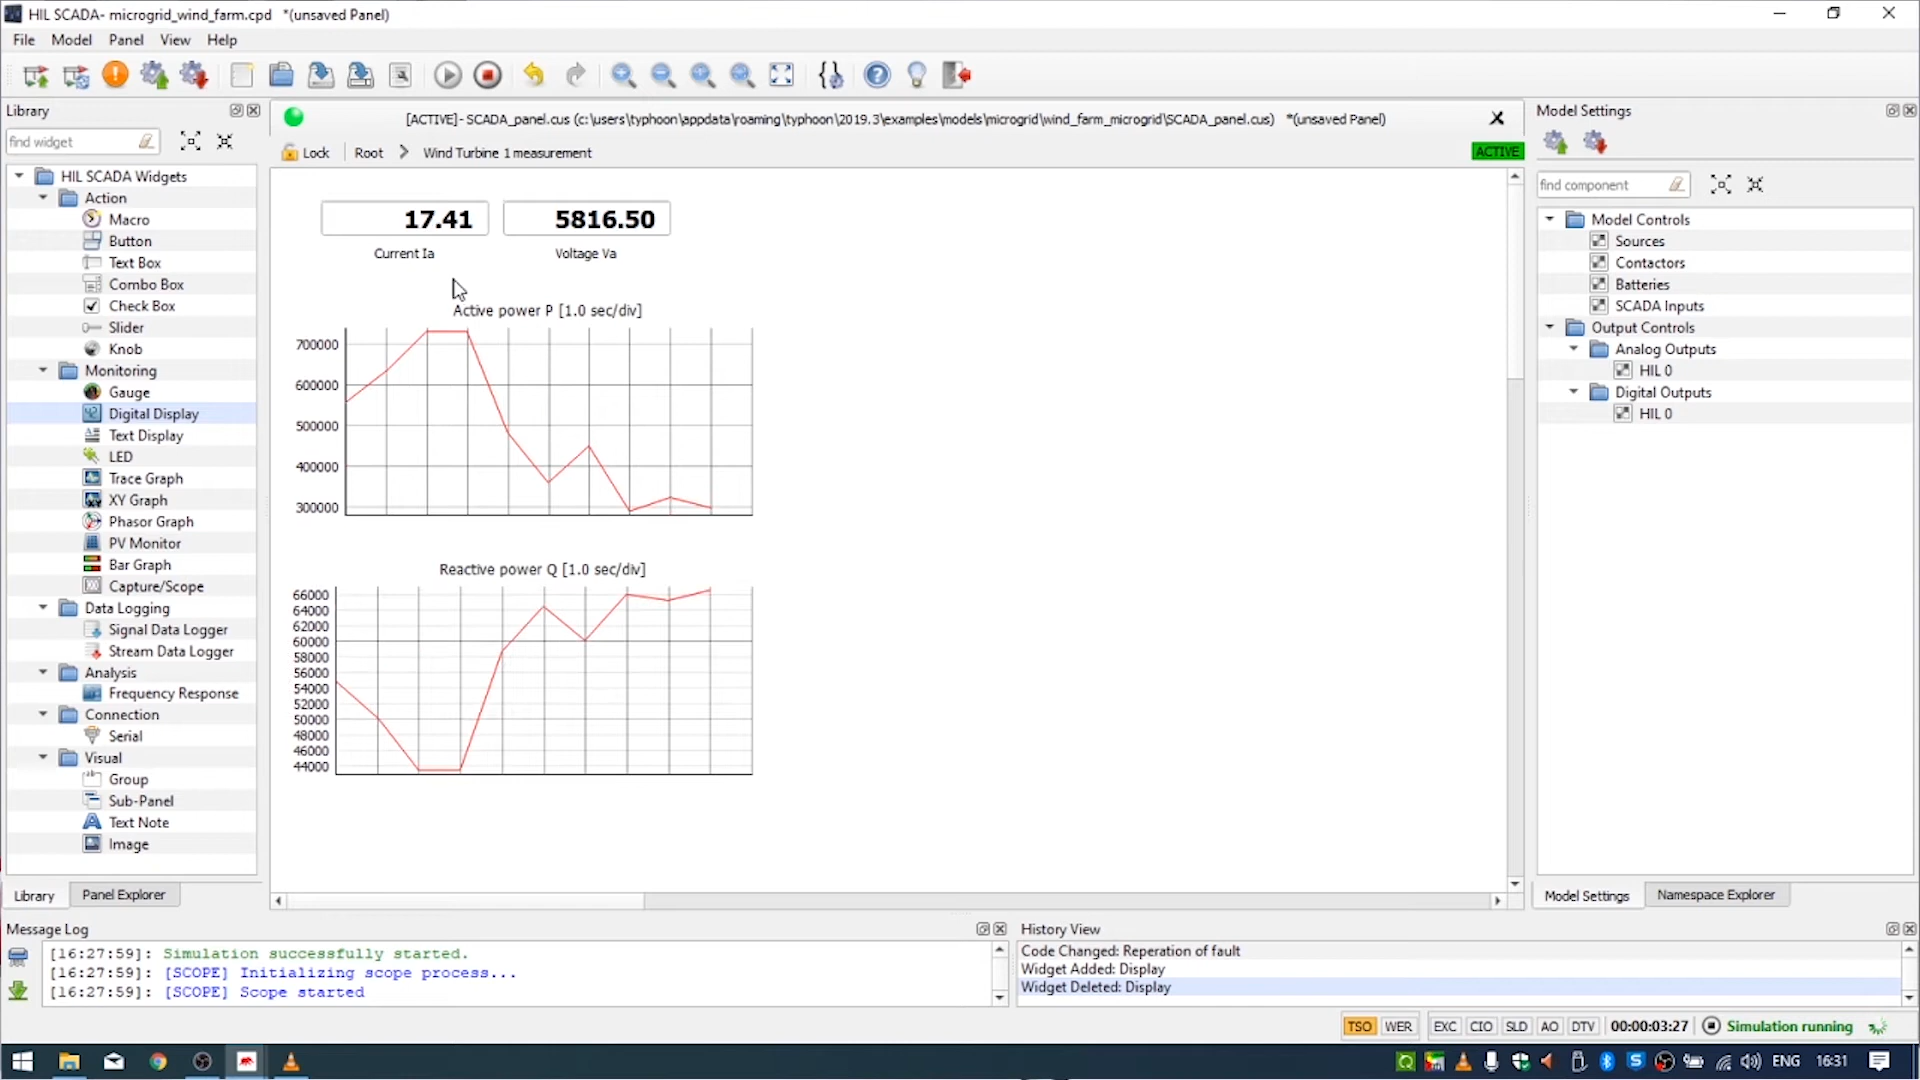 HIL SCADA- microgrid_wind_farm.cpd *(unsaved Panel)
File Model Panel View Help
Library
find widget
HIL SCADA Widgets
Action
Macro
Button
Text Box
Combo Box
Check Box
Slider
Knob
Monitoring
Gauge
Digital Display
Text Display
LED
Trace Graph
XY Graph
Phasor Graph
PV Monitor
Bar Graph
Capture/Scope
Data Logging
Signal Data Logger
Stream Data Logger
Analysis
Frequency Response
Connection
Serial
Visual
Group
Sub-Panel
Text Note
Image
Library Panel Explorer
[ACTIVE]- SCADA_panel.cus (c:\users\typhoon\appdata\roaming\typhoon\2019.3\examples\models\microgrid\wind_farm_microgrid\SCADA_panel.cus) *(unsaved Panel)
Lock Root Wind Turbine 1 measurement ACTIVE
17.41 5816.50
Current Ia Voltage Va
Active power P [1.0 sec/div]
700000
600000
500000
400000
300000
Reactive power Q [1.0 sec/div]
66000
64000
62000
60000
58000
56000
54000
52000
50000
48000
46000
44000
Model Settings
find component
Model Controls
Sources
Contactors
Batteries
SCADA Inputs
Output Controls
Analog Outputs
HIL 0
Digital Outputs
HIL 0
Model Settings Namespace Explorer
Message Log
[16:27:59]: Simulation successfully started.
[16:27:59]: [SCOPE] Initializing scope process...
[16:27:59]: [SCOPE] Scope started
History View
Code Changed: Reperation of fault
Widget Added: Display
Widget Deleted: Display
TSO WER EXC CIO SLD AO DTV 00:00:03:27 Simulation running
ENG 16:31